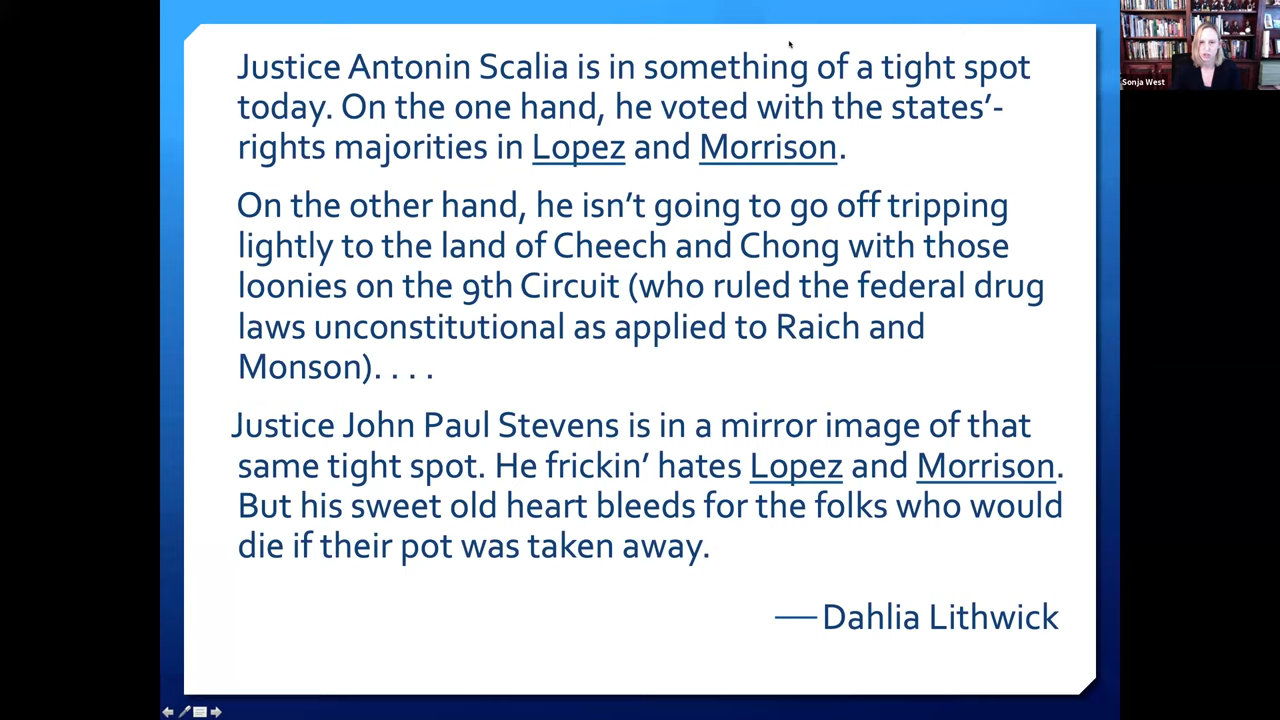 Justice Antonin Scalia is in something of a tight spot
today. On the one hand, he voted with the states’-
rights majorities in Lopez and Morrison.
On the other hand, he isn’t going to go off tripping
lightly to the land of Cheech and Chong with those
loonies on the 9th Circuit (who ruled the federal drug
laws unconstitutional as applied to Raich and
Monson). . . .
Justice John Paul Stevens is in a mirror image of that
same tight spot. He frickin’ hates Lopez and Morrison.
But his sweet old heart bleeds for the folks who would
die if their pot was taken away.
— Dahlia Lithwick
Sonja West